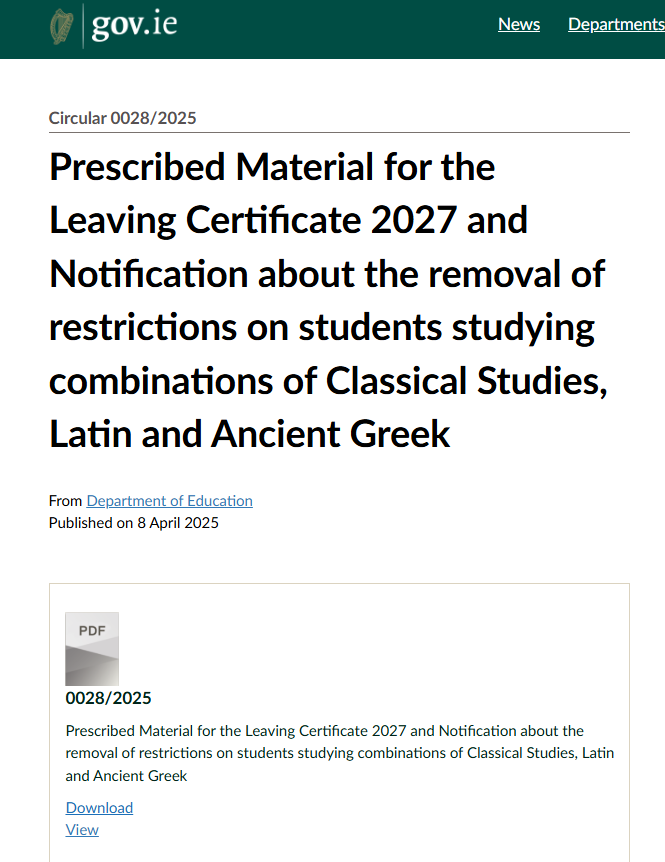 gov.ie
News
Departments
Circular 0028/2025
Prescribed Material for the
Leaving Certificate 2027 and
Notification about the removal of
restrictions on students studying
combinations of Classical Studies,
Latin and Ancient Greek
From Department of Education
Published on 8 April 2025
PDF
0028/2025
Prescribed Material for the Leaving Certificate 2027 and Notification about the
removal of restrictions on students studying combinations of Classical Studies, Latin
and Ancient Greek
Download
View